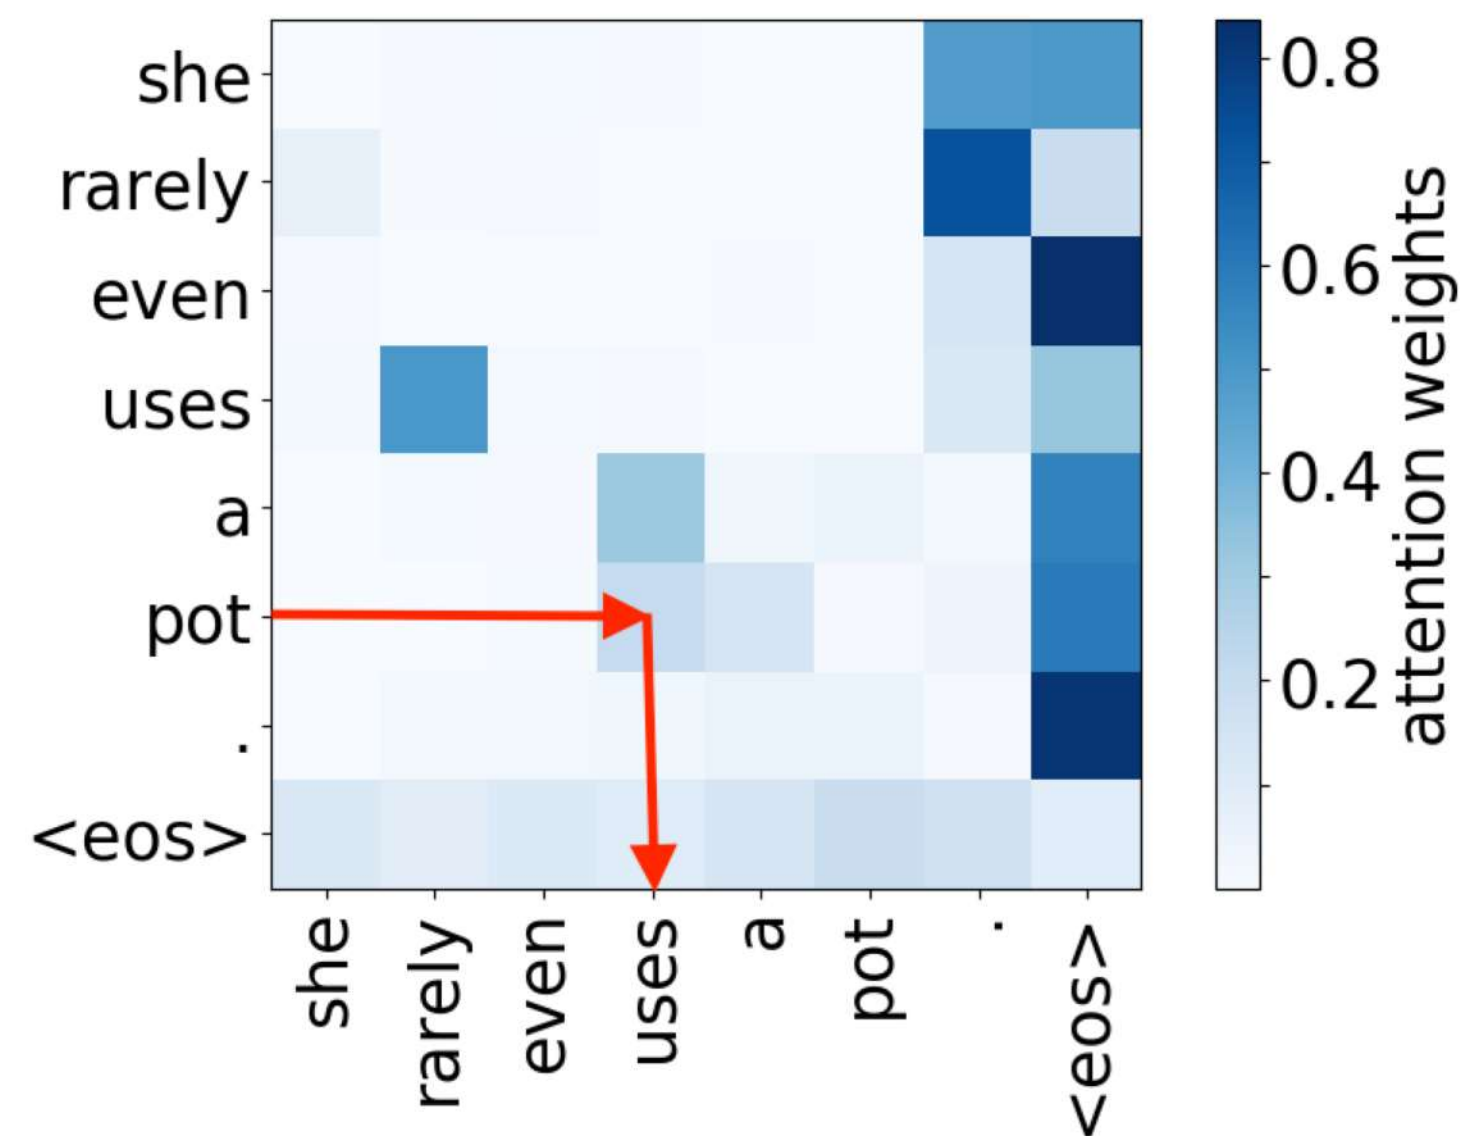 she
rarely
even
uses
a
pot
.
<eos>
she
rarely
even
uses
a
pot
.
<eos>
0.8
0.6
0.4
0.2
attention weights